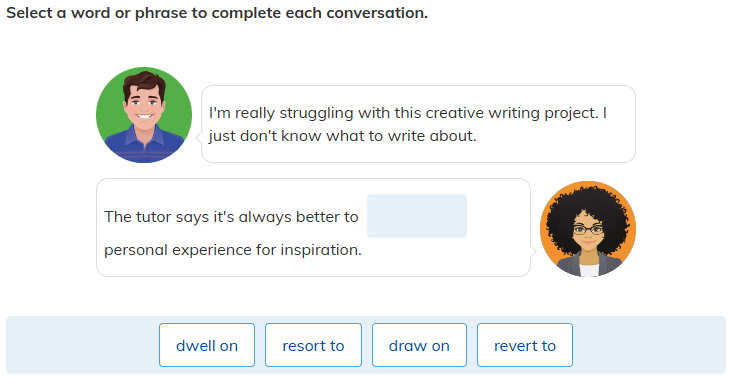 Select a word or phrase to complete each conversation.
I'm really struggling with this creative writing project. I
just don't know what to write about.
The tutor says it's always better to
personal experience for inspiration.
dwell on
resort to
draw on
revert to